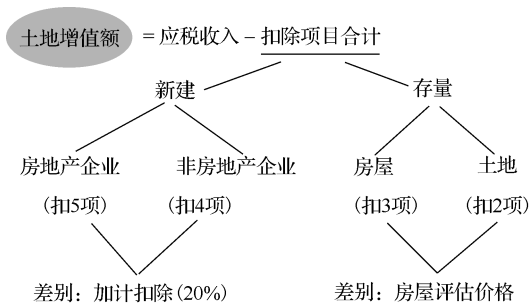 土地增值额 = 应税收入 − 扣除项目合计
新建 存量
房地产企业 非房地产企业 房屋 土地
(扣5项) (扣4项) (扣3项) (扣2项)
差别：加计扣除(20%) 差别：房屋评估价格